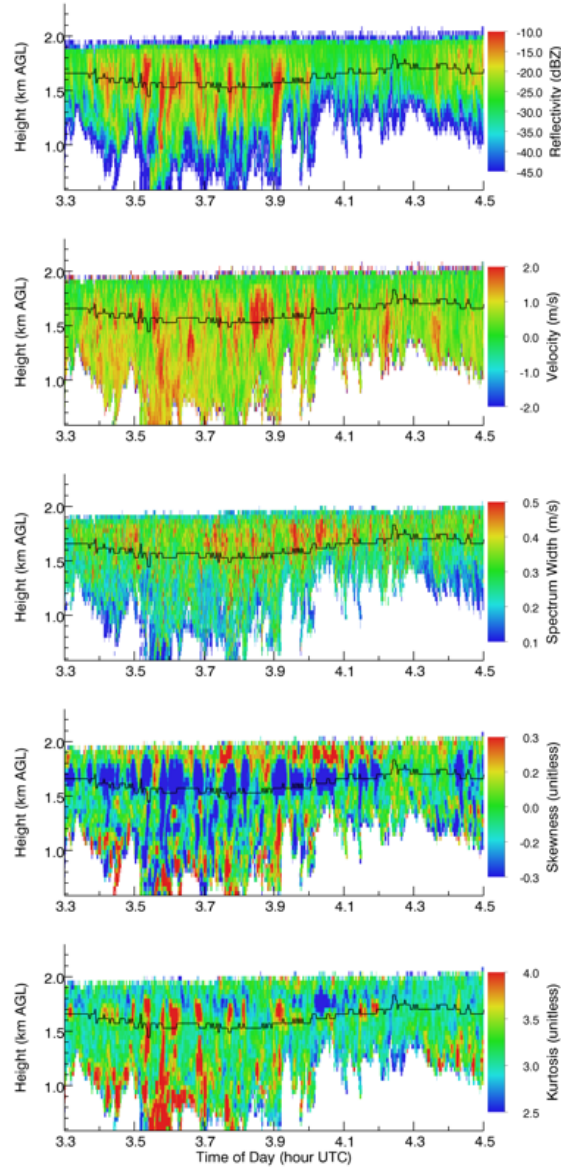 2.0
1.5
1.0
Height (km AGL)
3.3 3.5 3.7 3.9 4.1 4.3 4.5
-10.0
-15.0
-20.0
-25.0
-30.0
-35.0
-40.0
-45.0
Reflectivity (dBZ)
2.0
1.5
1.0
Height (km AGL)
3.3 3.5 3.7 3.9 4.1 4.3 4.5
2.0
1.0
0.0
-1.0
-2.0
Velocity (m/s)
2.0
1.5
1.0
Height (km AGL)
3.3 3.5 3.7 3.9 4.1 4.3 4.5
0.5
0.4
0.3
0.2
0.1
Spectrum Width (m/s)
2.0
1.5
1.0
Height (km AGL)
3.3 3.5 3.7 3.9 4.1 4.3 4.5
0.3
0.2
0.0
-0.2
-0.3
Skewness (unitless)
2.0
1.5
1.0
Height (km AGL)
3.3 3.5 3.7 3.9 4.1 4.3 4.5
Time of Day (hour UTC)
4.0
3.5
3.0
2.5
Kurtosis (unitless)